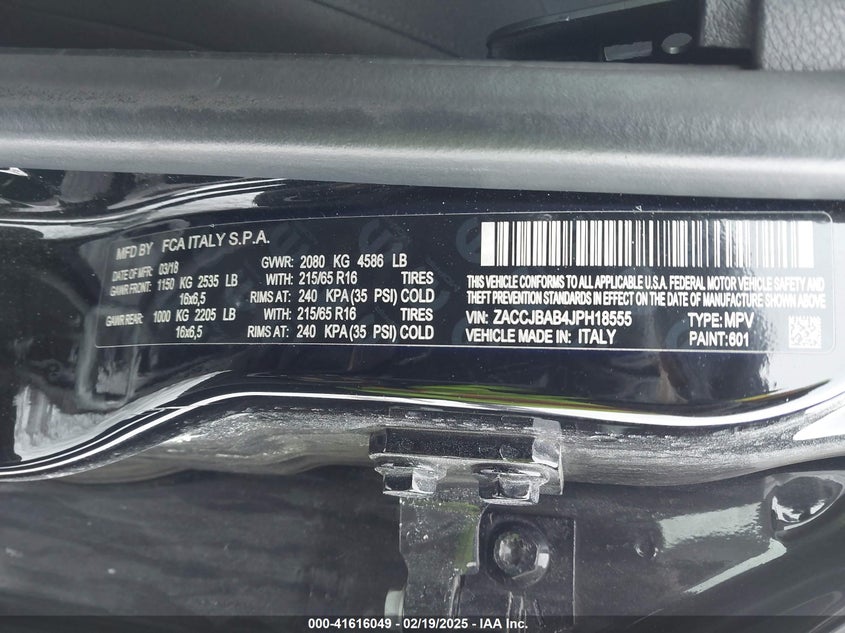 MFD BY FCA ITALY S.P.A.
DATE OF MFR 03/18 GVWR: 2080 KG 4586 LB
GAWR FRONT: 1150 KG 2535 LB WITH: 215/65 R16 TIRES
16x6,5 RIMS AT: 240 KPA (35 PSI) COLD
GAWR REAR: 1000 KG 2205 LB WITH: 215/65 R16 TIRES
16x6,5 RIMS AT: 240 KPA (35 PSI) COLD
THIS VEHICLE CONFORMS TO ALL APPLICABLE U.S.A. FEDERAL MOTOR VEHICLE SAFETY AND
THEFT PREVENTION STANDARDS IN EFFECT ON THE DATE OF MANUFACTURE SHOWN ABOVE
VIN: ZACCJBAB4JPH18555 TYPE: MPV
VEHICLE MADE IN: ITALY PAINT: 601
000-41616049 - 02/19/2025 - IAA Inc.